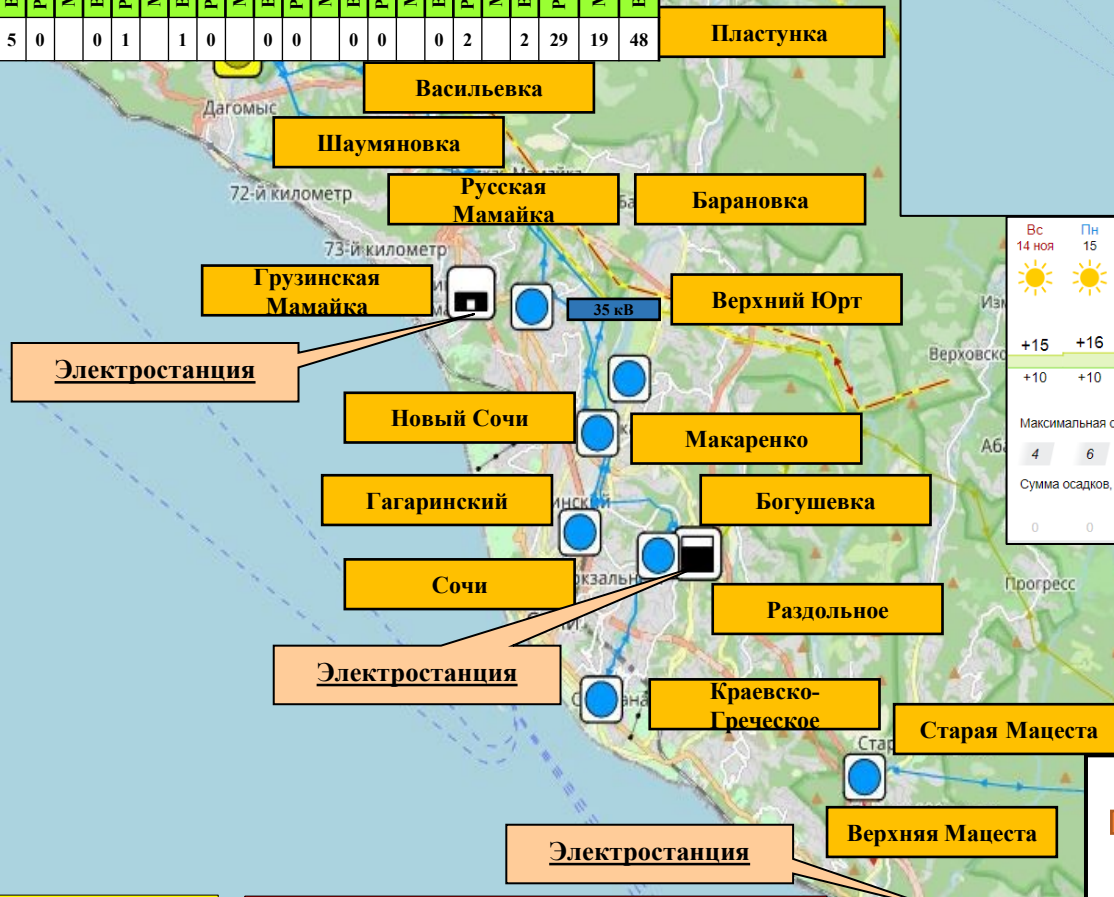 5 0 0 1 1 0 0 0 0 0 0 2 2 29 19 48
Пластунка
Васильевка
Дагомыс
Шаумяновка
Русская
Мамайка
Барановка
72-й километр
73-й километр
Грузинская
Мамайка
35 кВ
Верхний Юрт
Вс
14 ноя
Пн
15
+15 +16
+10 +10
Максимальная с
4 6
Сумма осадков,
0 0
Верховско
Электростанция
Новый Сочи
Макаренко
Гагаринский
Богушевка
Сочи
Раздольное
Прогресс
Электростанция
Краевско-
Греческое
Старая Мацеста
Верхняя Мацеста
Электростанция